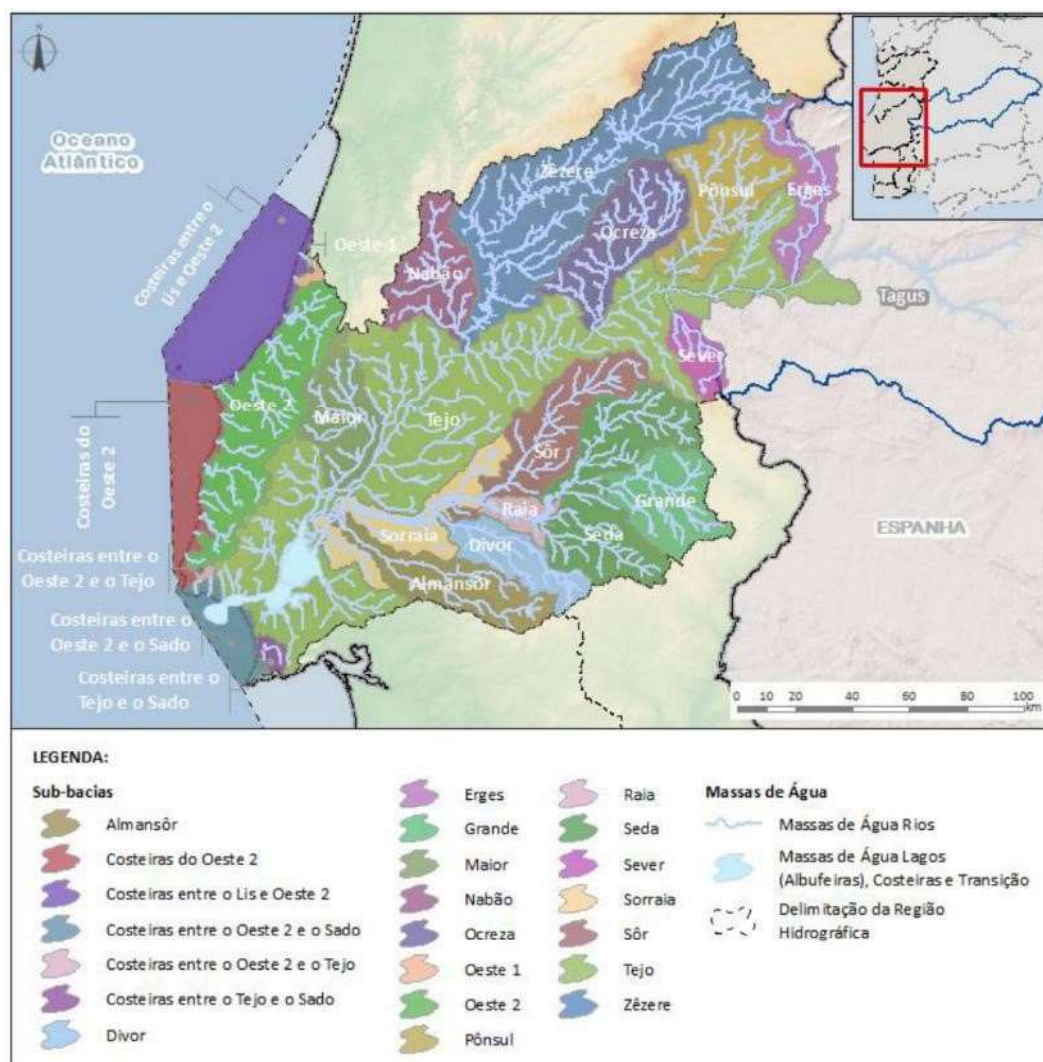 N
Oceano
Atlântico
Costeiras entre o
Lis e Oeste 2
Oeste 1
Zêzere
Pônsul
Erges
Ocreza
Nabão
Tagus
Sever
Oeste 2
Maior
Tejo
Costeiras do
Oeste 2
Sôr
Grande
Raia
ESPANHA
Sorraia
Divor
Seda
Costeiras entre o
Oeste 2 e o Tejo
Almansôr
Costeiras entre o
Oeste 2 e o Sado
Costeiras entre o
Tejo e o Sado
0 10 20 40 60 80 100
km
LEGENDA:
Sub-bacias
Almansôr
Costeiras do Oeste 2
Costeiras entre o Lis e Oeste 2
Costeiras entre o Oeste 2 e o Sado
Costeiras entre o Oeste 2 e o Tejo
Costeiras entre o Tejo e o Sado
Divor
Erges
Grande
Maior
Nabão
Ocreza
Oeste 1
Oeste 2
Pônsul
Raia
Seda
Sever
Sorraia
Sôr
Tejo
Zêzere
Massas de Água
Massas de Água Rios
Massas de Água Lagos
(Albufeiras), Costeiras e Transição
Delimitação da Região
Hidrográfica